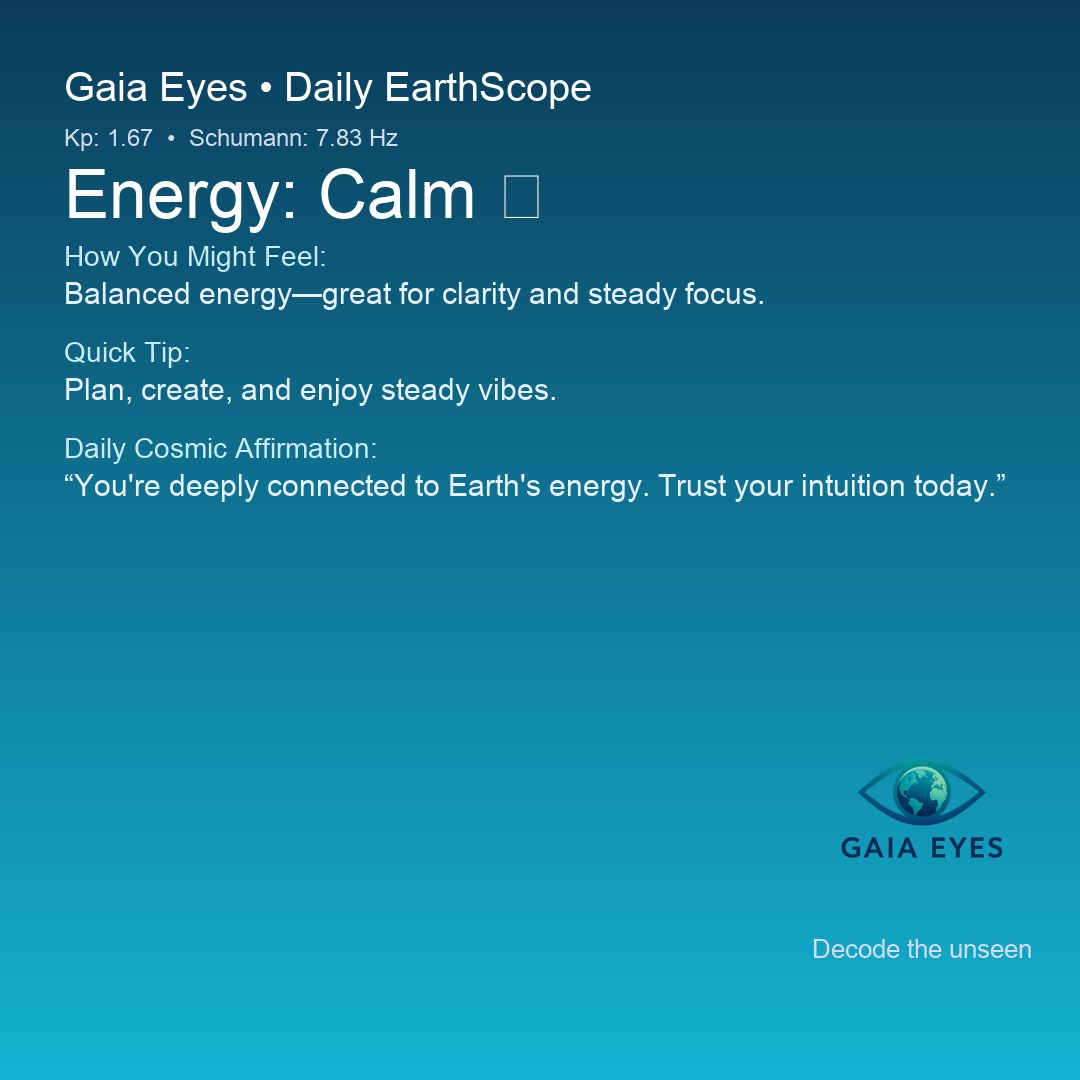 Gaia Eyes • Daily EarthScope
Kp: 1.67 • Schumann: 7.83 Hz
Energy: Calm
How You Might Feel:
Balanced energy—great for clarity and steady focus.
Quick Tip:
Plan, create, and enjoy steady vibes.
Daily Cosmic Affirmation:
“You're deeply connected to Earth's energy. Trust your intuition today.”
GAIA EYES
Decode the unseen